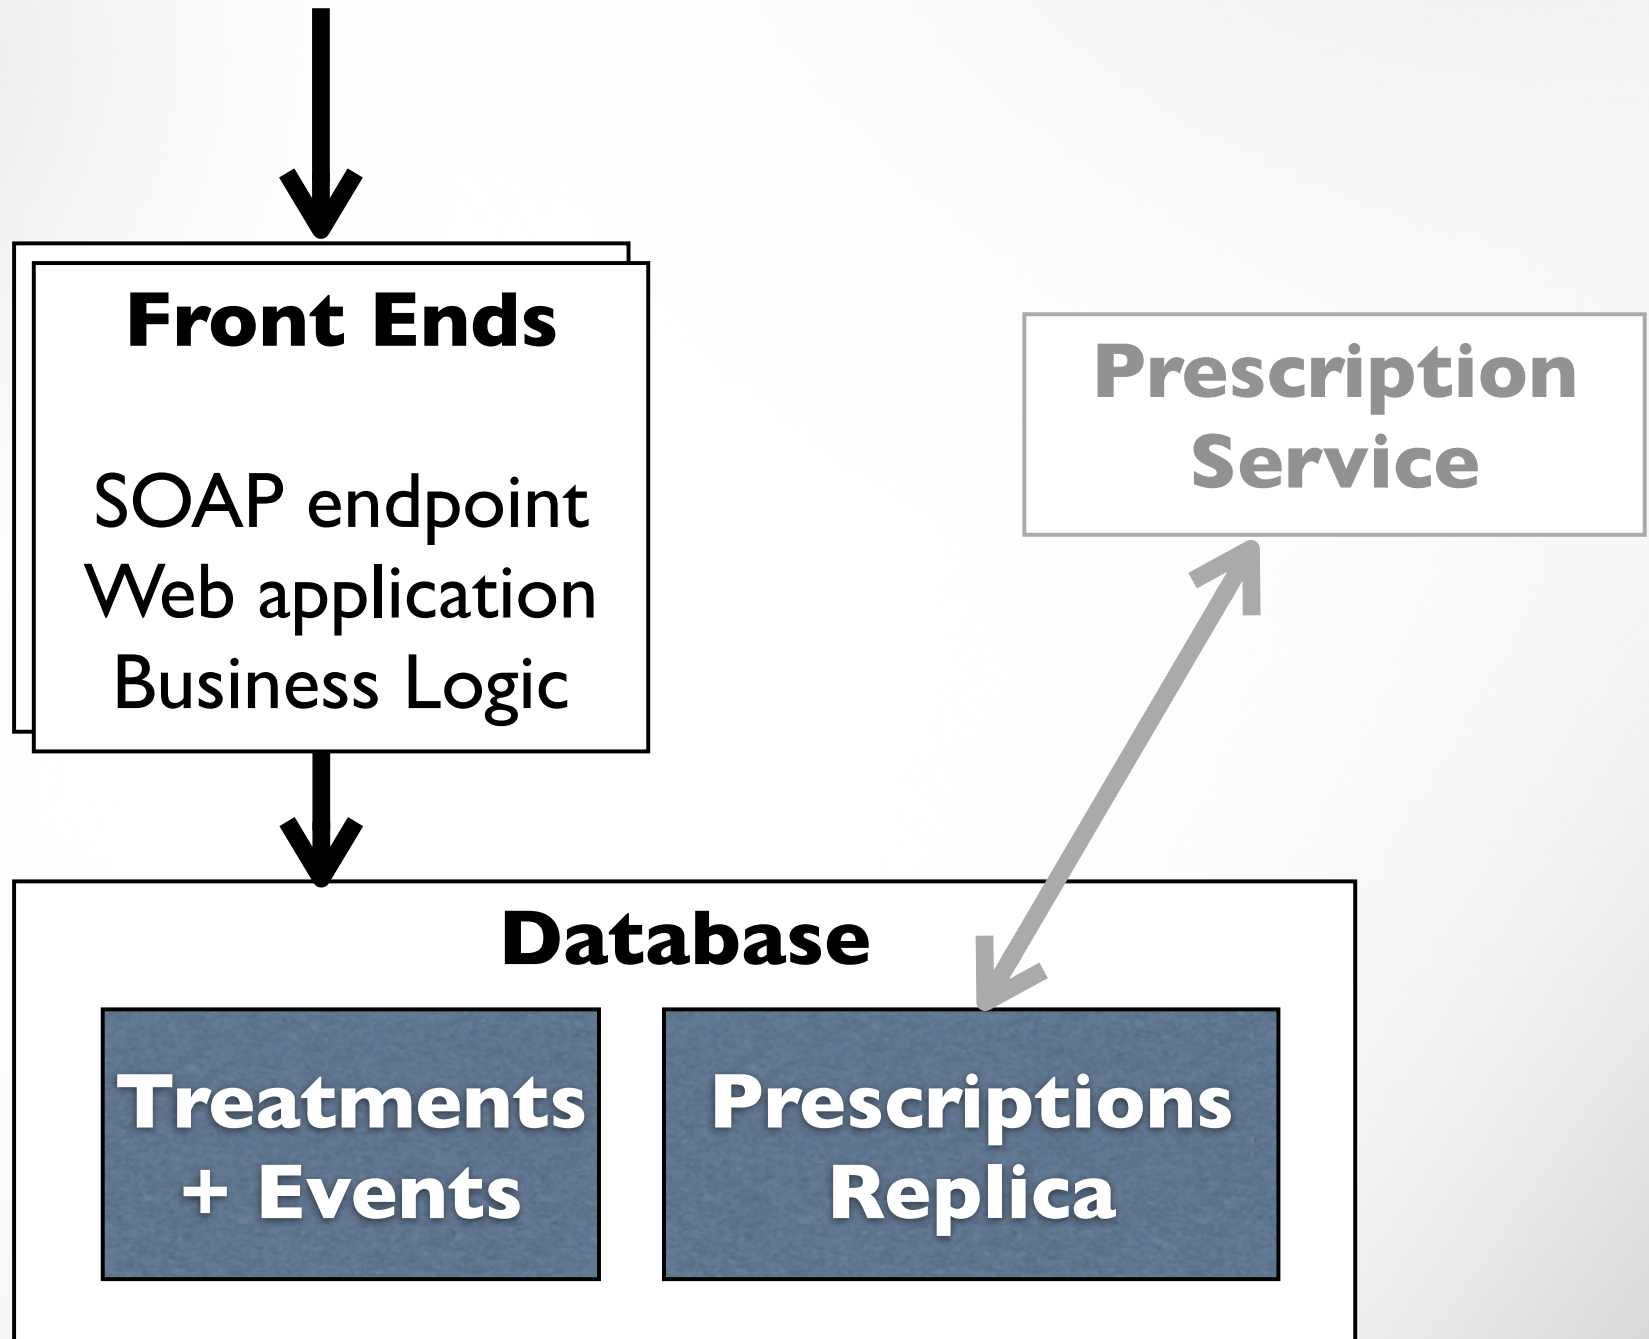 Front Ends
SOAP endpoint
Web application
Business Logic
Prescription
Service
Database
Treatments
+ Events
Prescriptions
Replica